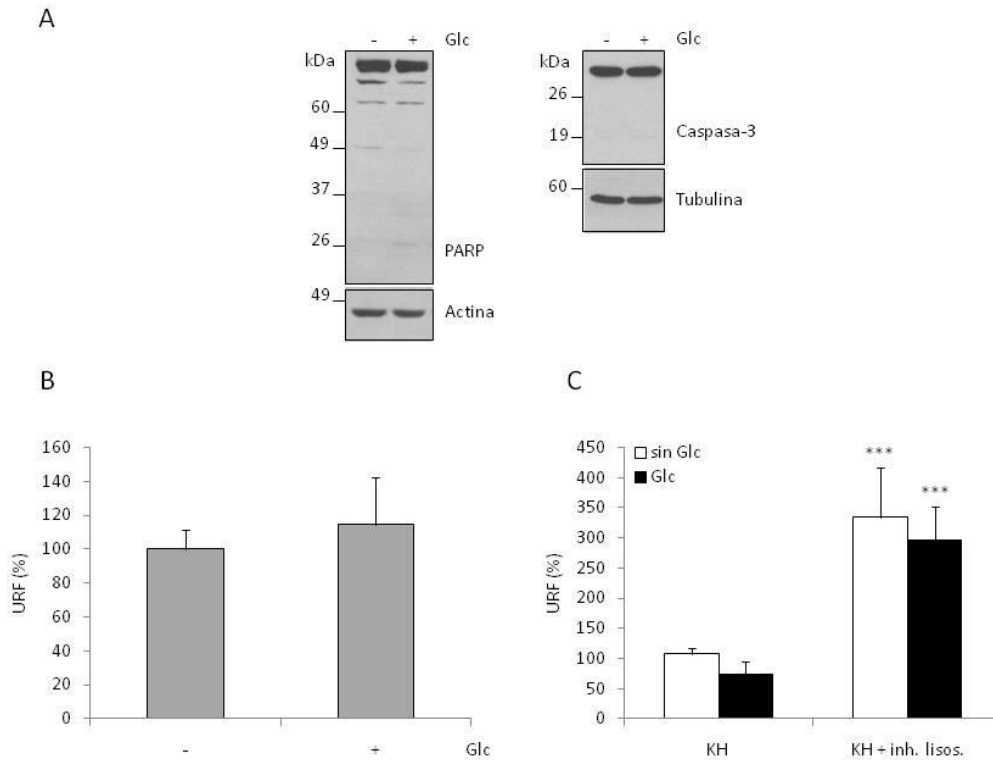 A
- + Glc
kDa
60
49
37
26
PARP
49
Actina
- + Glc
kDa
26
19
Caspasa-3
60
Tubulina
B
160
140
120
100
80
60
40
20
0
URF (%)
- + Glc
C
450
400
350
300
250
200
150
100
50
0
URF (%)
sin Glc
Glc
***
***
KH
KH + inh. lisos.